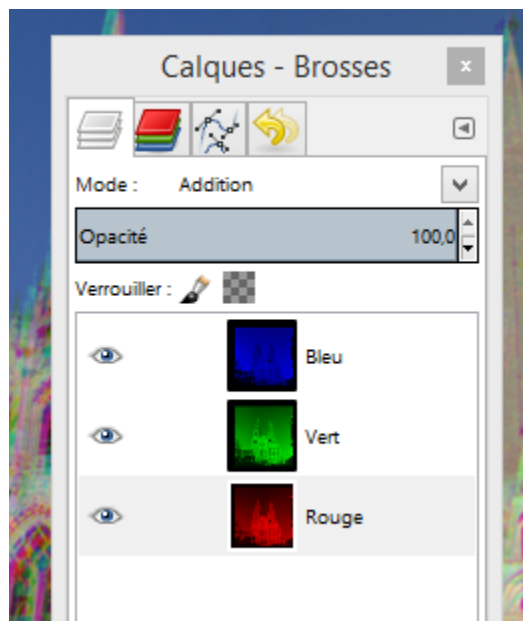 Calques - Brosses
Mode : Addition
Opacité 100,0
Verrouiller :
Bleu
Vert
Rouge